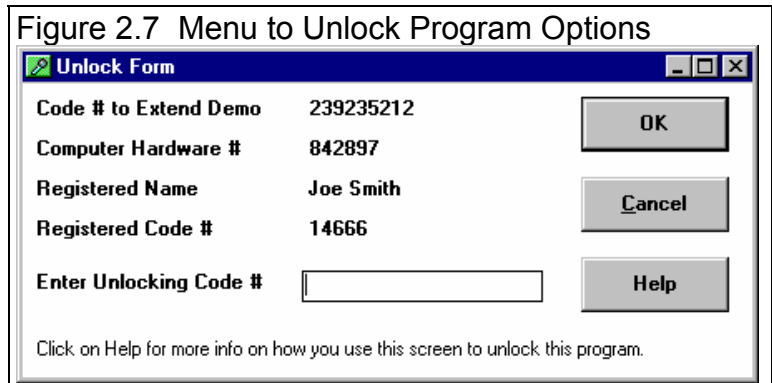 Figure 2.7 Menu to Unlock Program Options
Unlock Form
Code # to Extend Demo 239235212
OK
Computer Hardware # 842897
Registered Name Joe Smith
Cancel
Registered Code # 14666
Enter Unlocking Code #
Help
Click on Help for more info on how you use this screen to unlock this program.